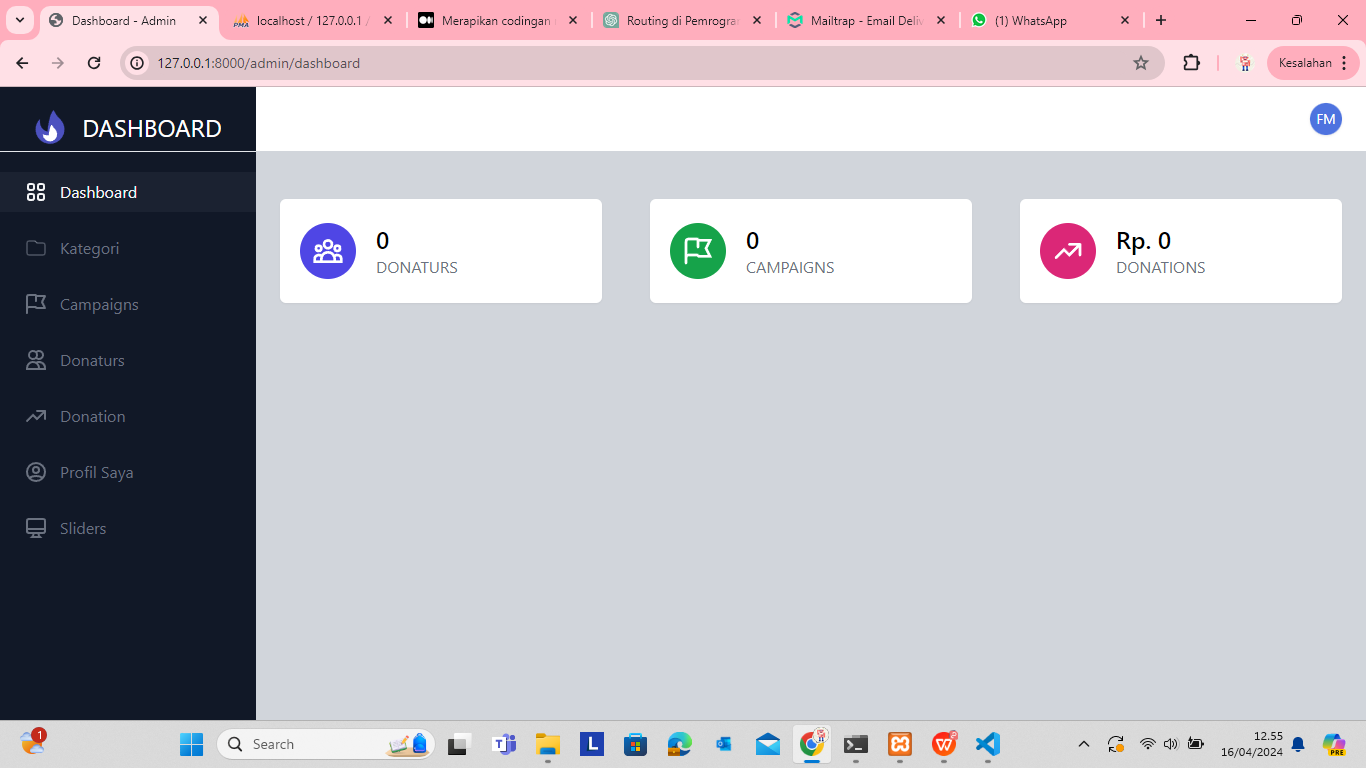 Dashboard - Admin
localhost / 127.0.0.1 /
Merapikan codingan
Routing di Pemrogra
Mailtrap - Email Deliv
(1) WhatsApp
127.0.0.1:8000/admin/dashboard
Kesalahan
DASHBOARD
FM
Dashboard
Kategori
Campaigns
Donaturs
Donation
Profil Saya
Sliders
0
DONATURS
0
CAMPAIGNS
Rp. 0
DONATIONS
1
Search
L
12.55
16/04/2024
PRE